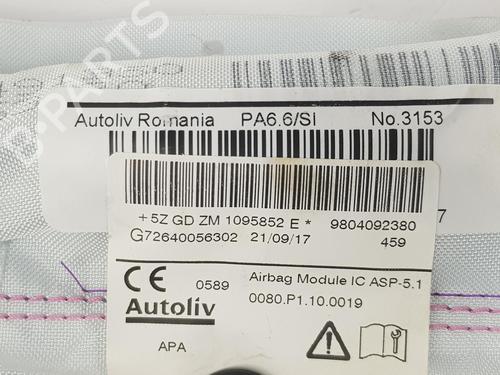 D-PARTS
Autoliv Romania PA6.6/SI No.3153
7
+5Z GD ZM 1095852 E * 9804092380
G72640056302 21/09/17 459
CE 0589 Airbag Module IC ASP-5.1
Autoliv 0080.P1.10.0019
APA